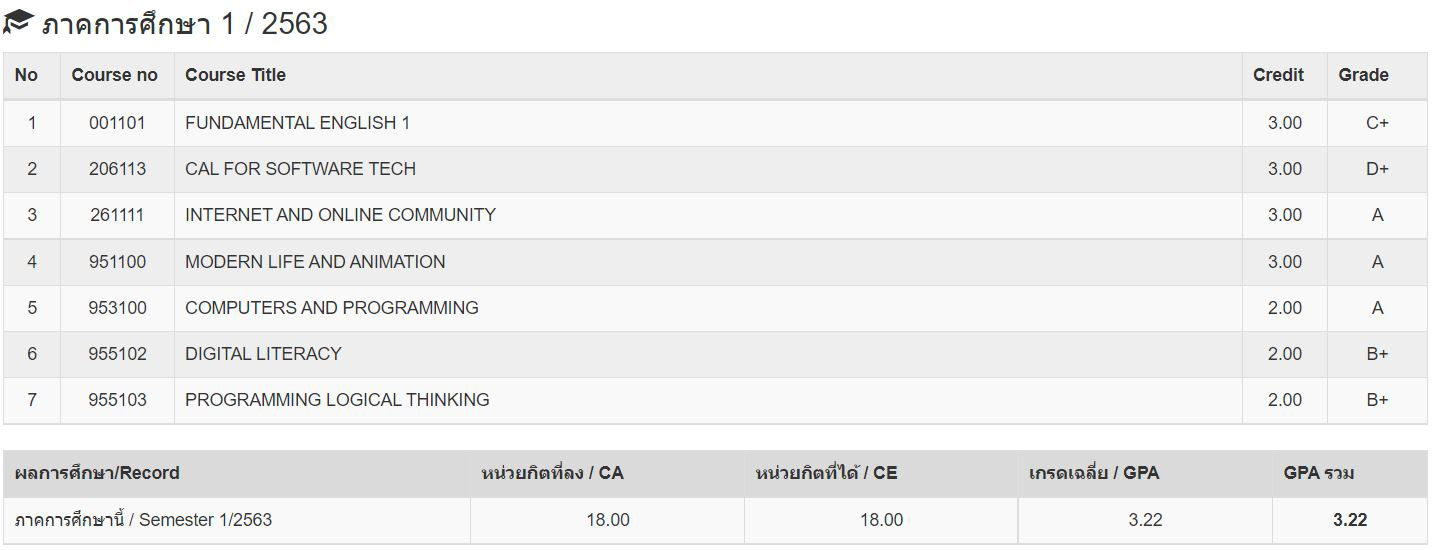 ภาคการศึกษา 1 / 2563
No Course no Course Title Credit Grade
1 001101 FUNDAMENTAL ENGLISH 1 3.00 C+
2 206113 CAL FOR SOFTWARE TECH 3.00 D+
3 261111 INTERNET AND ONLINE COMMUNITY 3.00 A
4 951100 MODERN LIFE AND ANIMATION 3.00 A
5 953100 COMPUTERS AND PROGRAMMING 2.00 A
6 955102 DIGITAL LITERACY 2.00 B+
7 955103 PROGRAMMING LOGICAL THINKING 2.00 B+
ผลการศึกษา/Record หน่วยกิตที่ลง / CA หน่วยกิตที่ได้ / CE เกรดเฉลี่ย / GPA GPA รวม
ภาคการศึกษานี้ / Semester 1/2563 18.00 18.00 3.22 3.22